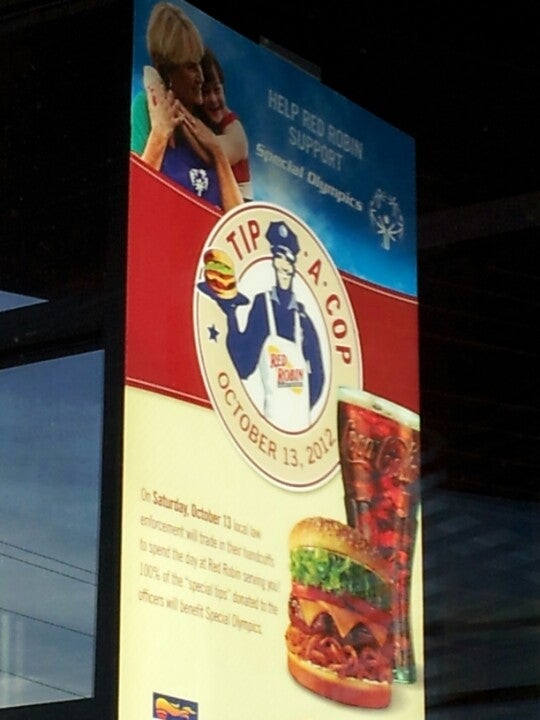 HELP RED ROBIN
SUPPORT
Special Olympics
TIP·A·COP
RED
ROBIN
OCTOBER 13, 2012
Coca-Cola
On Saturday, October 13 local law
enforcement will trade in their handcuffs
to spend the day at Red Robin serving you!
100% of the "special tips" donated to the
officers will benefit Special Olympics.